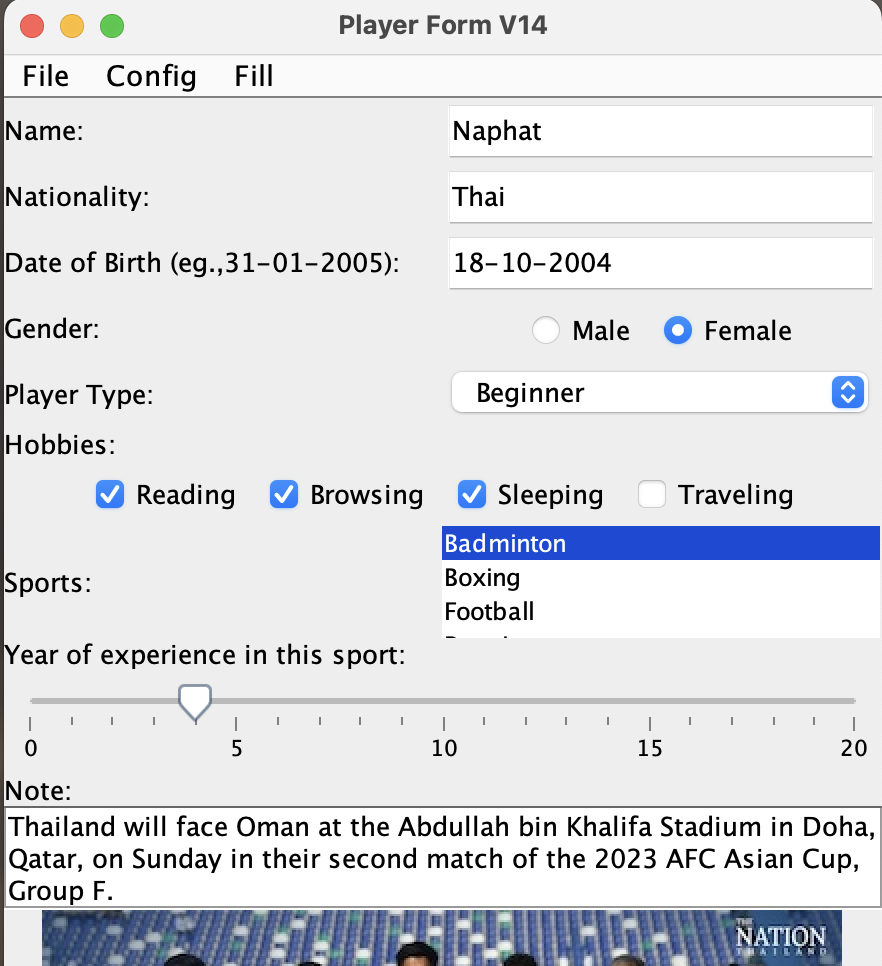 Player Form V14
File Config Fill
Name: Naphat
Nationality: Thai
Date of Birth (eg.,31-01-2005): 18-10-2004
Gender: Male Female
Player Type: Beginner
Hobbies:
Reading Browsing Sleeping Traveling
Badminton
Boxing
Sports:
Football
Year of experience in this sport:
0 5 10 15 20
Note:
Thailand will face Oman at the Abdullah bin Khalifa Stadium in Doha,
Qatar, on Sunday in their second match of the 2023 AFC Asian Cup,
Group F.
THE
NATION
THAILAND